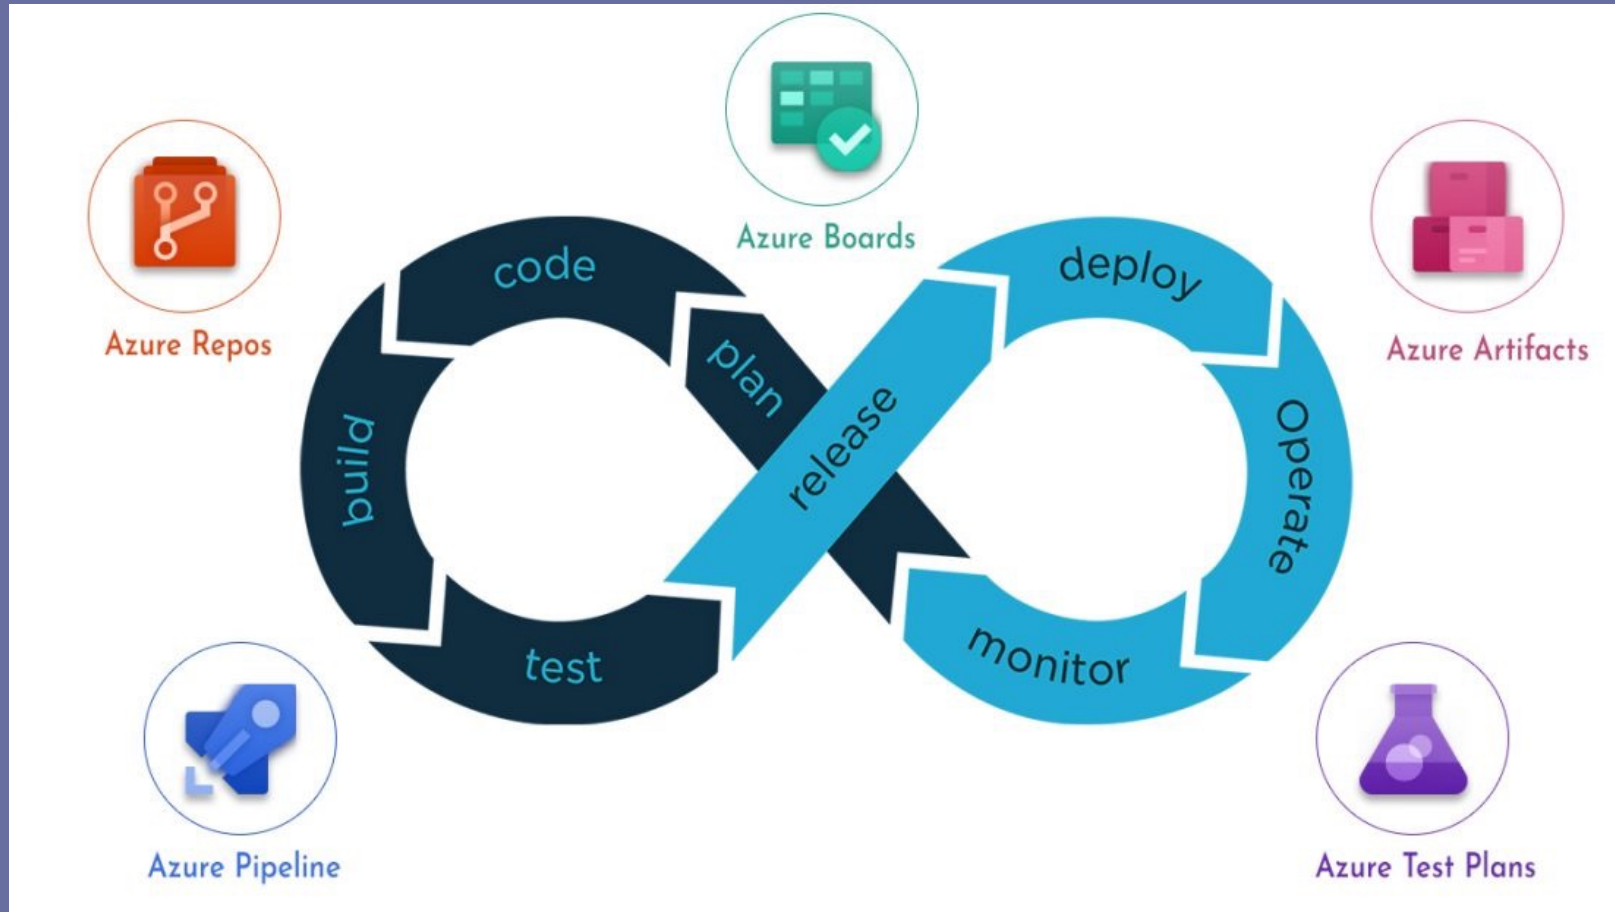 Azure Boards
Azure Repos
Azure Artifacts
code
plan
build
test
release
deploy
Operate
monitor
Azure Pipeline
Azure Test Plans